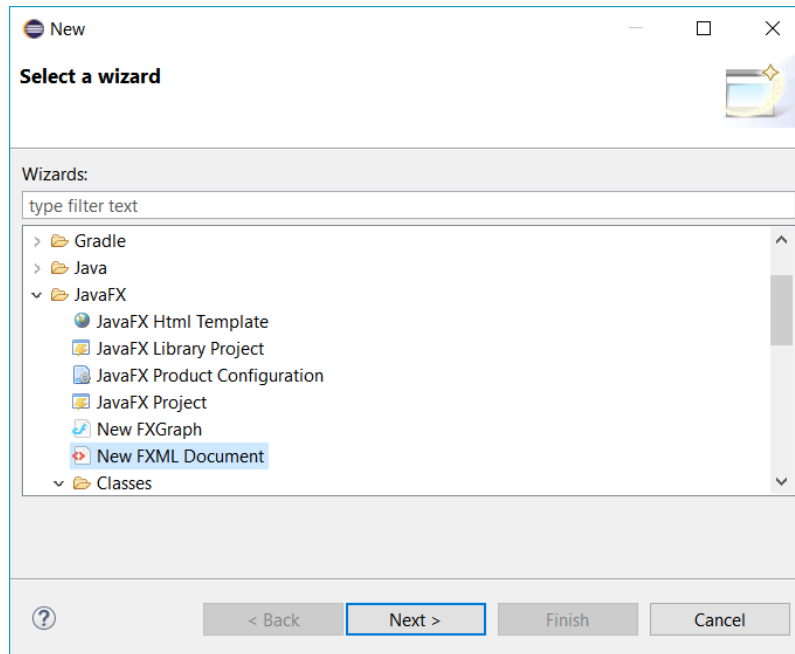 New
Select a wizard
Wizards:
type filter text
Gradle
Java
JavaFX
JavaFX Html Template
JavaFX Library Project
JavaFX Product Configuration
JavaFX Project
New FXGraph
New FXML Document
Classes
? < Back Next > Finish Cancel